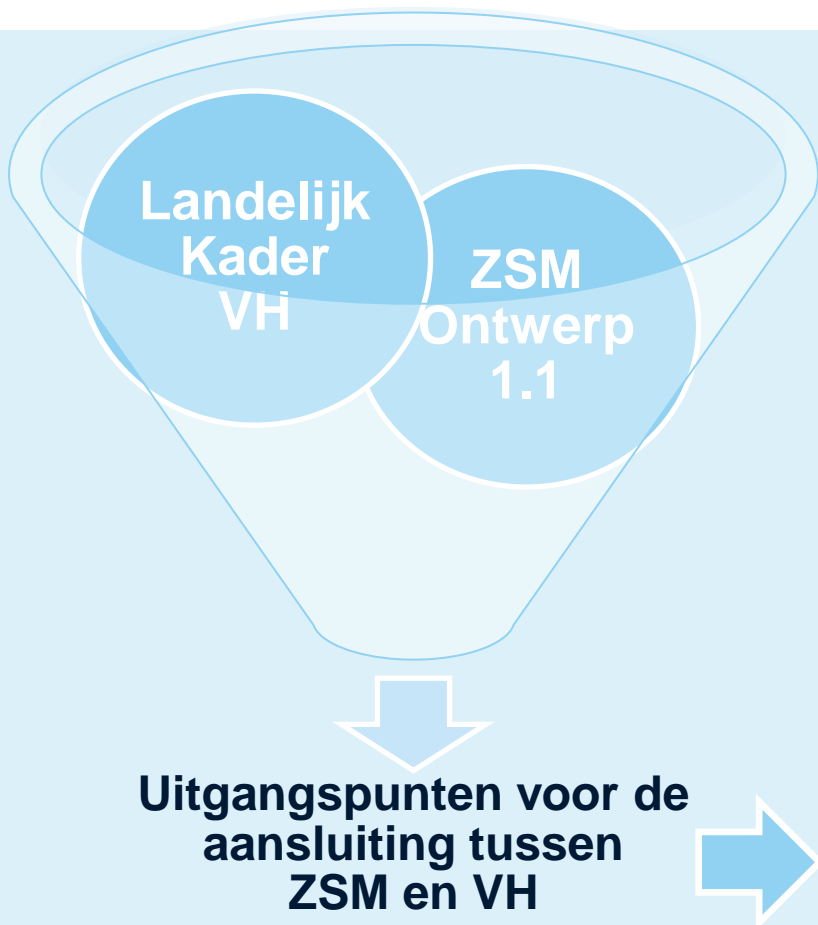 Landelijk
Kader
VH
ZSM
Ontwerp
1.1
Uitgangspunten voor de
aansluiting tussen
ZSM en VH